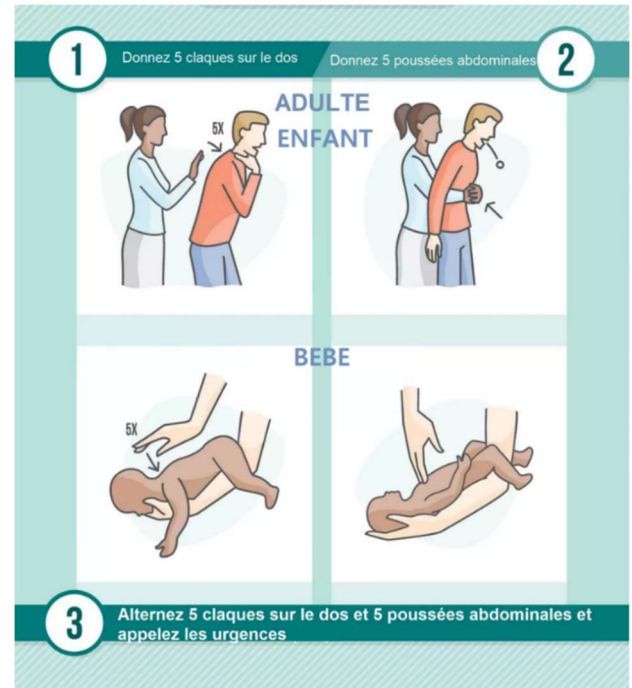 1
Donnez 5 claques sur le dos
Donnez 5 poussées abdominales
2
ADULTE
ENFANT
5X
BEBE
5X
3
Alternez 5 claques sur le dos et 5 poussées abdominales et
appelez les urgences